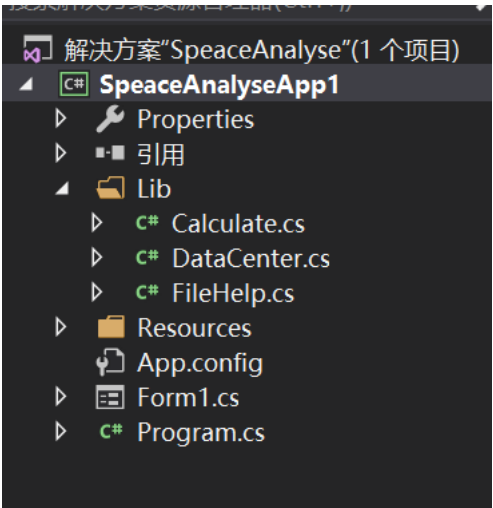 解决方案"SpeaceAnalyse"(1 个项目)
C# SpeaceAnalyseApp1
Properties
引用
Lib
C# Calculate.cs
C# DataCenter.cs
C# FileHelp.cs
Resources
App.config
Form1.cs
C# Program.cs